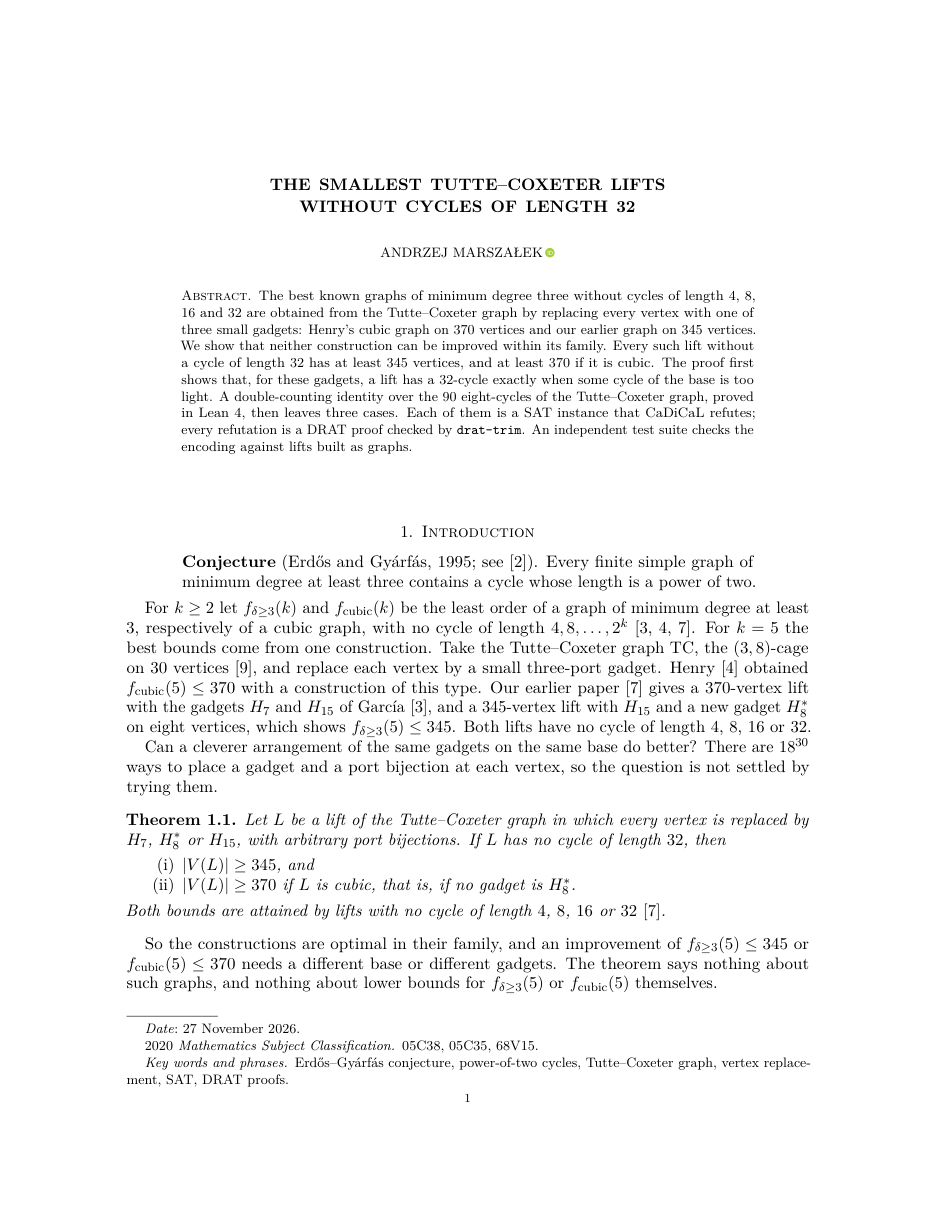 THE SMALLEST TUTTE–COXETER LIFTS
WITHOUT CYCLES OF LENGTH 32
ANDRZEJ MARSZAŁEK
ABSTRACT. The best known graphs of minimum degree three without cycles of length 4, 8,
16 and 32 are obtained from the Tutte–Coxeter graph by replacing every vertex with one of
three small gadgets: Henry's cubic graph on 370 vertices and our earlier graph on 345 vertices.
We show that neither construction can be improved within its family. Every such lift without
a cycle of length 32 has at least 345 vertices, and at least 370 if it is cubic. The proof first
shows that, for these gadgets, a lift has a 32-cycle exactly when some cycle of the base is too
light. A double-counting identity over the 90 eight-cycles of the Tutte–Coxeter graph, proved
in Lean 4, then leaves three cases. Each of them is a SAT instance that CaDiCaL refutes;
every refutation is a DRAT proof checked by drat-trim. An independent test suite checks the
encoding against lifts built as graphs.
1. INTRODUCTION
Conjecture (Erdős and Gyárfás, 1995; see [2]). Every finite simple graph of
minimum degree at least three contains a cycle whose length is a power of two.
For k ≥ 2 let f_{δ≥3}(k) and f_{cubic}(k) be the least order of a graph of minimum degree at least
3, respectively of a cubic graph, with no cycle of length 4, 8, . . . , 2^k [3, 4, 7]. For k = 5 the
best bounds come from one construction. Take the Tutte–Coxeter graph TC, the (3, 8)-cage
on 30 vertices [9], and replace each vertex by a small three-port gadget. Henry [4] obtained
f_{cubic}(5) ≤ 370 with a construction of this type. Our earlier paper [7] gives a 370-vertex lift
with the gadgets H_7 and H_{15} of García [3], and a 345-vertex lift with H_{15} and a new gadget H_8^*
on eight vertices, which shows f_{δ≥3}(5) ≤ 345. Both lifts have no cycle of length 4, 8, 16 or 32.
Can a cleverer arrangement of the same gadgets on the same base do better? There are 18^{30}
ways to place a gadget and a port bijection at each vertex, so the question is not settled by
trying them.
Theorem 1.1. Let L be a lift of the Tutte–Coxeter graph in which every vertex is replaced by
H_7, H_8^* or H_{15}, with arbitrary port bijections. If L has no cycle of length 32, then
(i) |V(L)| ≥ 345, and
(ii) |V(L)| ≥ 370 if L is cubic, that is, if no gadget is H_8^*.
Both bounds are attained by lifts with no cycle of length 4, 8, 16 or 32 [7].
So the constructions are optimal in their family, and an improvement of f_{δ≥3}(5) ≤ 345 or
f_{cubic}(5) ≤ 370 needs a different base or different gadgets. The theorem says nothing about
such graphs, and nothing about lower bounds for f_{δ≥3}(5) or f_{cubic}(5) themselves.
Date: 27 November 2026.
2020 Mathematics Subject Classification. 05C38, 05C35, 68V15.
Key words and phrases. Erdős–Gyárfás conjecture, power-of-two cycles, Tutte–Coxeter graph, vertex replace-
ment, SAT, DRAT proofs.
1